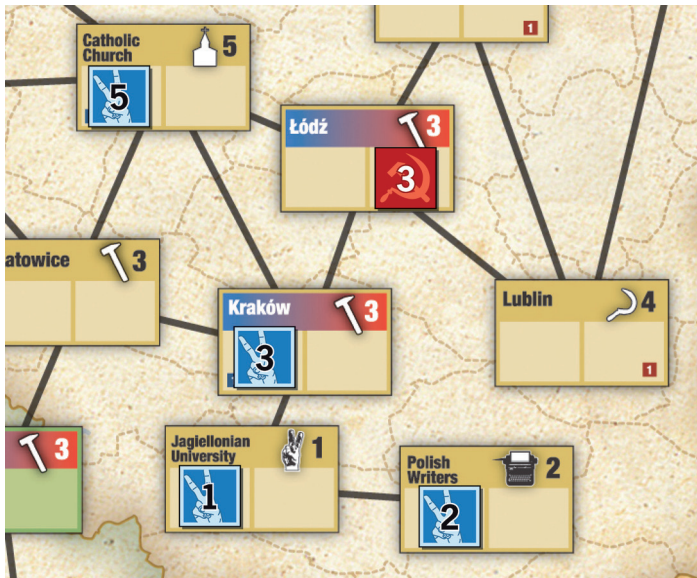 1
Catholic
Church
5
5
Łódź
3
3
atowice
3
Kraków
3
3
Lublin
4
1
3
Jagiellonian
University
1
1
Polish
Writers
2
2